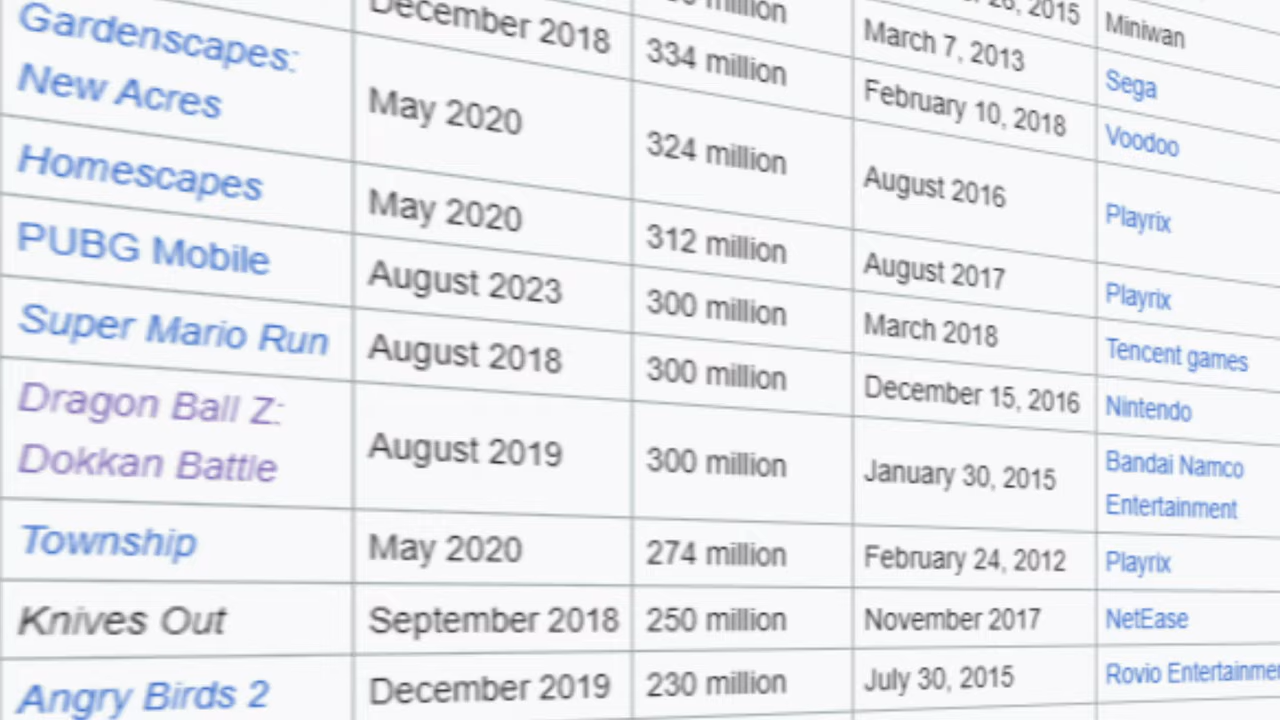 26, 2015 Miniwan
million March 7, 2013 Sega
December 2018 334 million February 10, 2018 Voodoo
Gardenscapes:
New Acres May 2020 324 million August 2016 Playrix
Homescapes May 2020 312 million August 2017 Playrix
PUBG Mobile August 2023 300 million March 2018 Tencent games
Super Mario Run August 2018 300 million December 15, 2016 Nintendo
Dragon Ball Z:
Dokkan Battle August 2019 300 million January 30, 2015 Bandai Namco
Entertainment
Township May 2020 274 million February 24, 2012 Playrix
Knives Out September 2018 250 million November 2017 NetEase
Angry Birds 2 December 2019 230 million July 30, 2015 Rovio